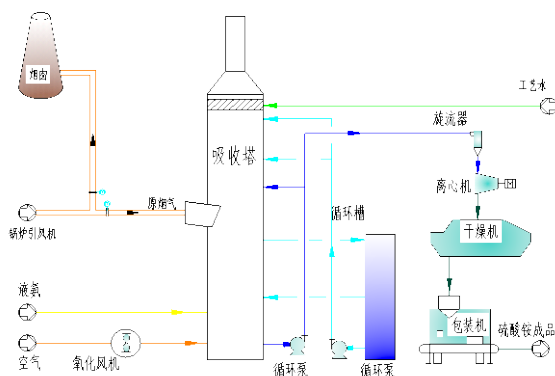 烟囱
工艺水
旋流器
吸收塔
离心机
原烟气
循环槽
锅炉引风机
干燥机
液氨
包装机
硫酸铵成品
空气
氧化风机
循环泵
循环泵